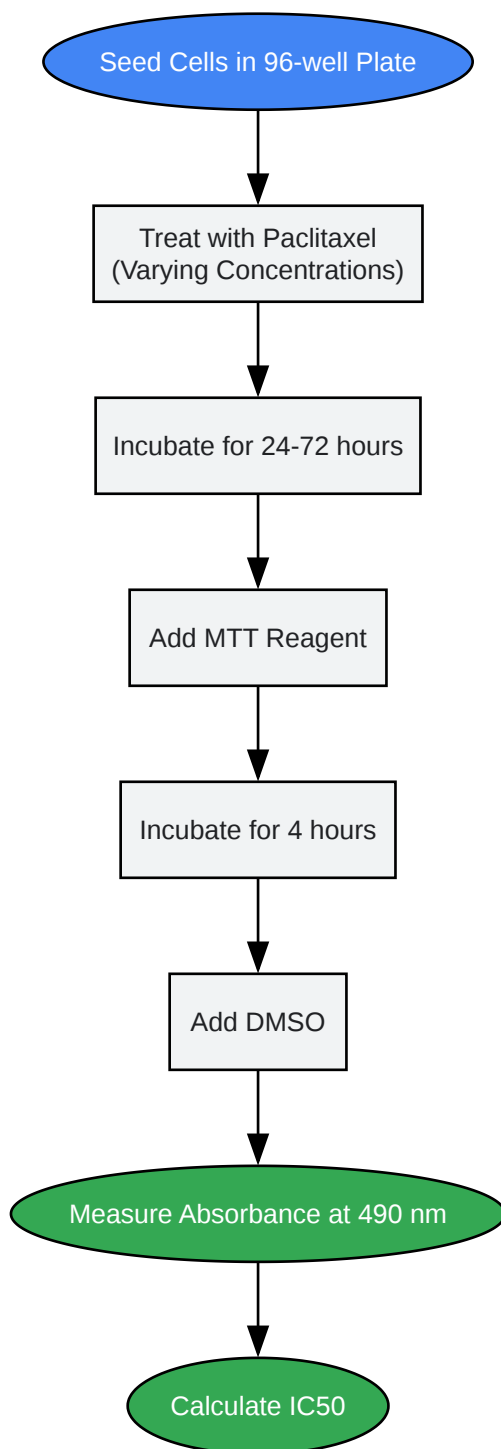 Seed Cells in 96-well Plate
Treat with Paclitaxel
(Varying Concentrations)
Incubate for 24-72 hours
Add MTT Reagent
Incubate for 4 hours
Add DMSO
Measure Absorbance at 490 nm
Calculate IC50